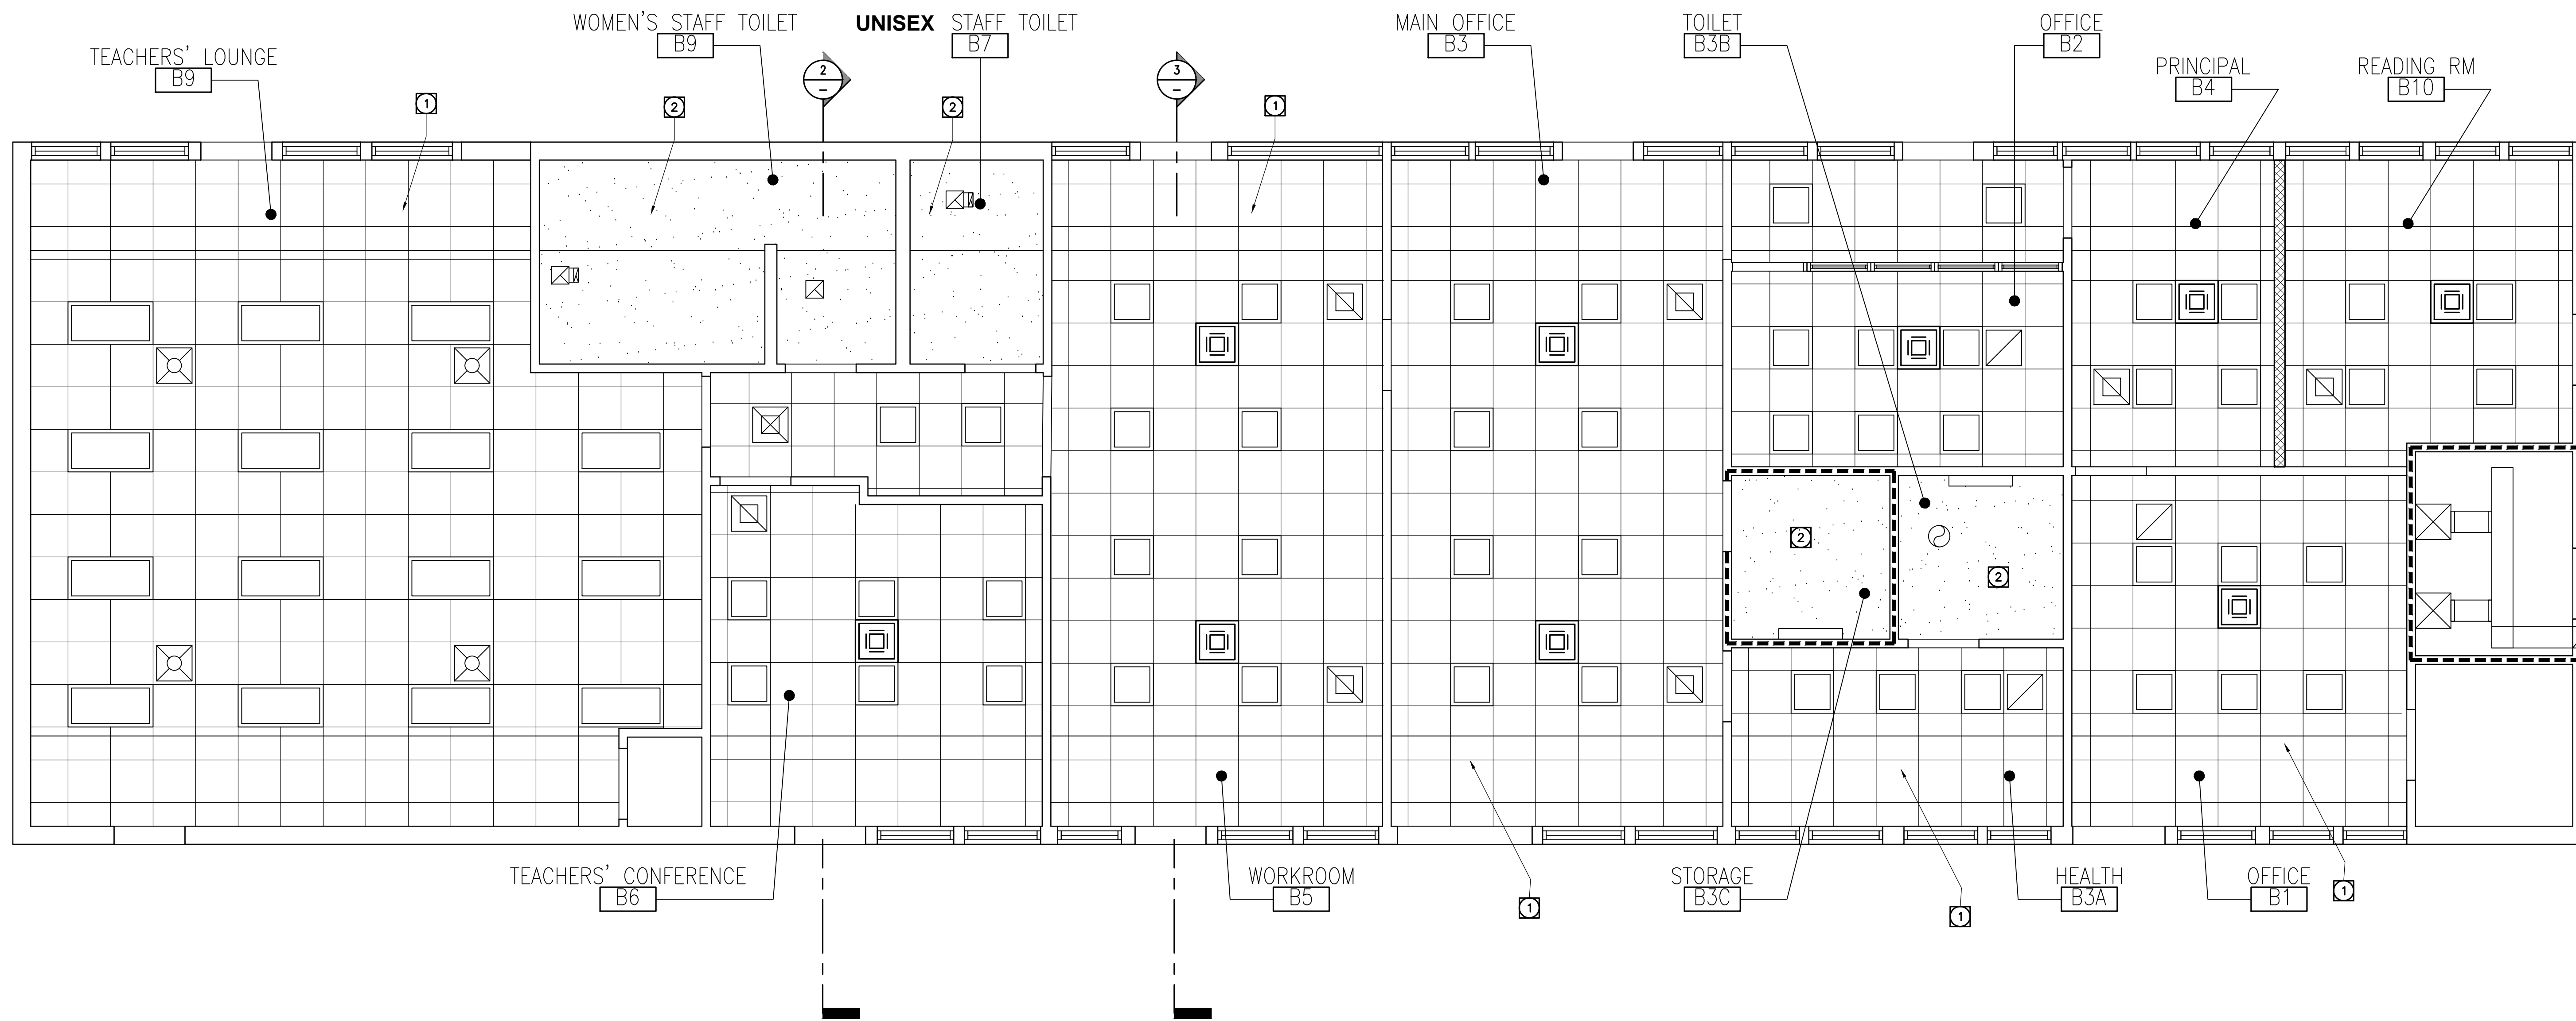 WOMEN'S STAFF TOILET
B9
UNISEX STAFF TOILET
B7
MAIN OFFICE
B3
TOILET
B3B
OFFICE
B2
TEACHERS' LOUNGE
B9
PRINCIPAL
B4
READING RM
B10
2
–
3
–
1
2
2
1
2
2
TEACHERS' CONFERENCE
B6
WORKROOM
B5
STORAGE
B3C
HEALTH
B3A
OFFICE
B1
1
1
1